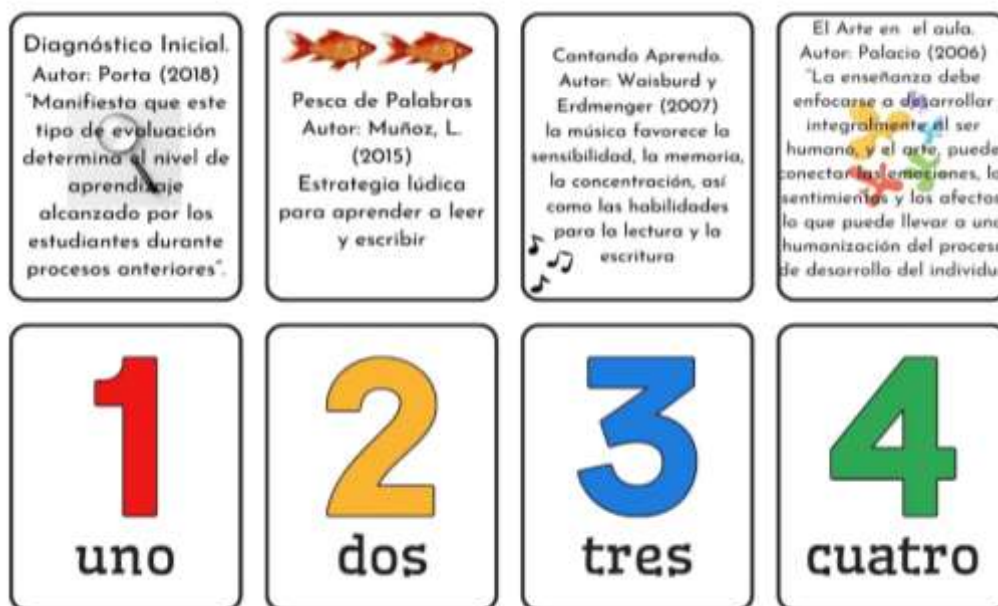 Diagnóstico Inicial.
Autor: Porta (2018)
"Manifiesta que este
tipo de evaluación
determina el nivel de
aprendizaje
alcanzado por los
estudiantes durante
procesos anteriores".
Pesca de Palabras
Autor: Muñoz, L.
(2015)
Estrategia lúdica
para aprender a leer
y escribir
Cantando Aprendo.
Autor: Waisburd y
Erdmenger (2007)
la música favorece la
sensibilidad, la memoria,
la concentración, así
como las habilidades
para la lectura y la
escritura
El Arte en el aula.
Autor: Palacio (2006)
"La enseñanza debe
enfocarse a desarrollar
integralmente al ser
humano, y el arte, puede
conectar las emociones, lo
sentimientos y los afectos
lo que puede llevar a una
humanización del proceso
de desarrollo del individu
1
uno
2
dos
3
tres
4
cuatro